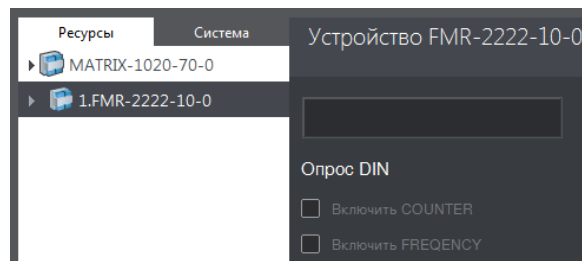 Ресурсы Система
MATRIX-1020-70-0
1.FMR-2222-10-0
Устройство FMR-2222-10-0
Опрос DIN
Включить COUNTER
Включить FREQENCY